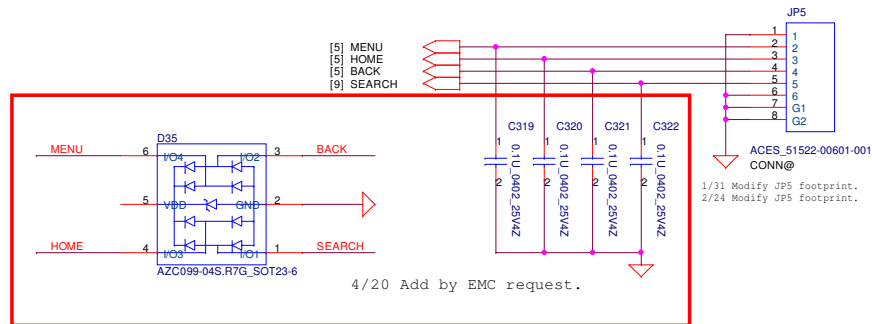 JP5
[5] MENU
[5] HOME
[5] BACK
[9] SEARCH
1 1
2 2
3 3
4 4
5 5
6 6
7 G1
8 G2
ACES_51522-00601-001
CONN@
1/31 Modify JP5 footprint.
2/24 Modify JP5 footprint.
D35
MENU 6 I/O4 I/O2 3 BACK
5 VDD GND 2
HOME 4 I/O3 I/O1 1 SEARCH
AZC099-04S.R7G_SOT23-6
C319 C320 C321 C322
1 1 1 1
2 2 2 2
0.1U_0402_25V4Z
0.1U_0402_25V4Z
0.1U_0402_25V4Z
0.1U_0402_25V4Z
4/20 Add by EMC request.